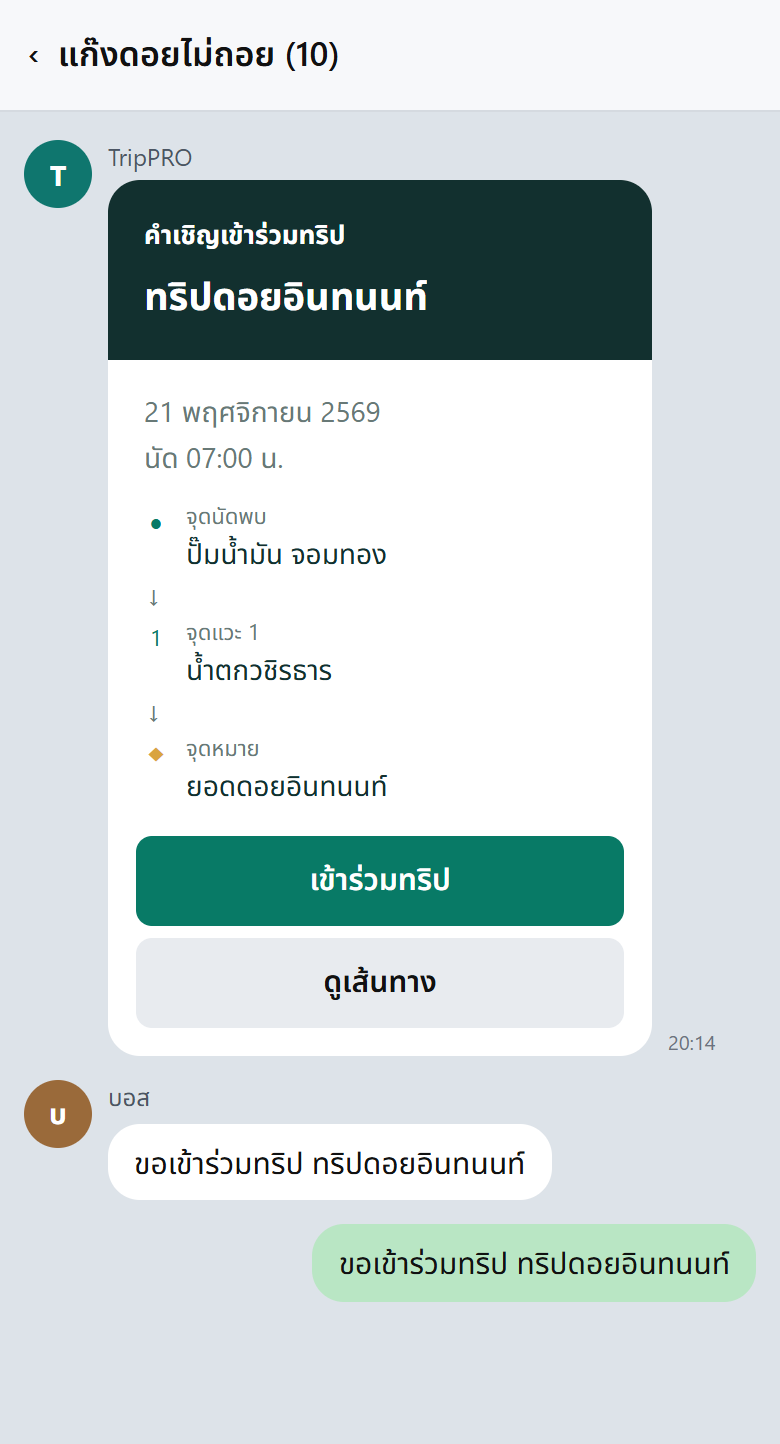 ‹ แก๊งดอยไม่ถอย (10)
T
TripPRO
คำเชิญเข้าร่วมทริป
ทริปดอยอินทนนท์
21 พฤศจิกายน 2569
นัด 07:00 น.
จุดนัดพบ
ปั๊มน้ำมัน จอมทอง
↓
1 จุดแวะ 1
น้ำตกวชิรธาร
↓
จุดหมาย
ยอดดอยอินทนนท์
เข้าร่วมทริป
ดูเส้นทาง
20:14
บ
บอส
ขอเข้าร่วมทริป ทริปดอยอินทนนท์
ขอเข้าร่วมทริป ทริปดอยอินทนนท์